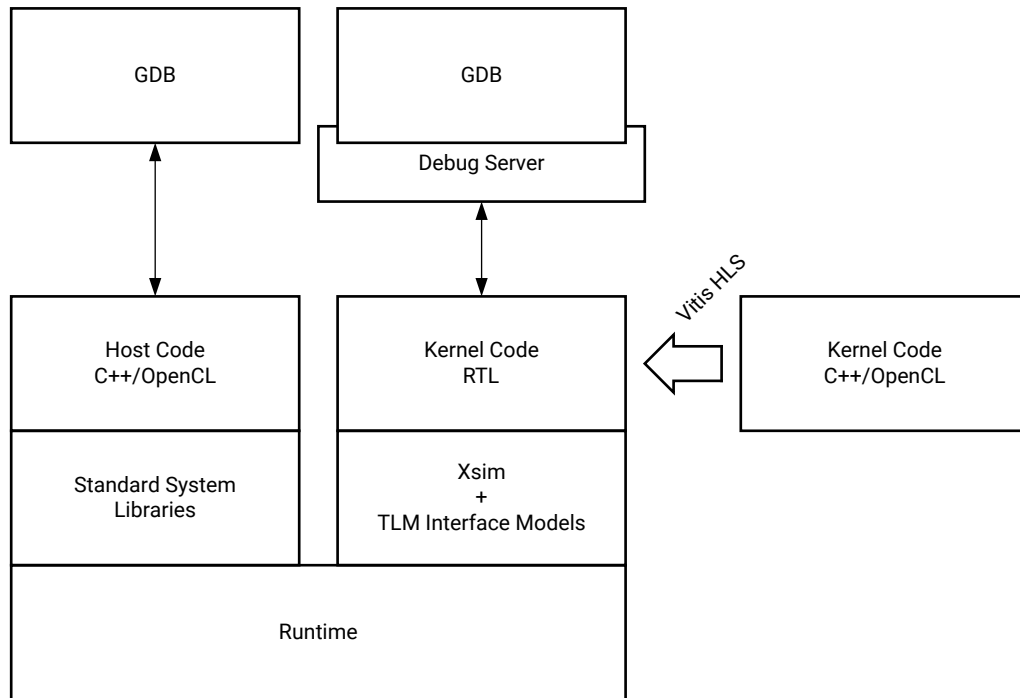 GDB
GDB
Debug Server
Vitis HLS
Host Code
C++/OpenCL
Kernel Code
RTL
Kernel Code
C++/OpenCL
Standard System
Libraries
Xsim
+
TLM Interface Models
Runtime